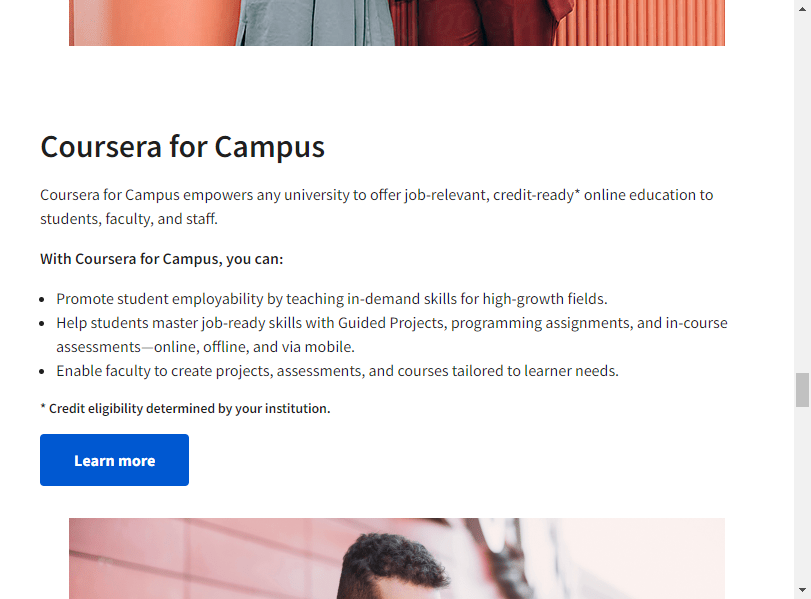 Coursera for Campus
Coursera for Campus empowers any university to offer job-relevant, credit-ready* online education to
students, faculty, and staff.
With Coursera for Campus, you can:
Promote student employability by teaching in-demand skills for high-growth fields.
Help students master job-ready skills with Guided Projects, programming assignments, and in-course
assessments—online, offline, and via mobile.
Enable faculty to create projects, assessments, and courses tailored to learner needs.
* Credit eligibility determined by your institution.
Learn more